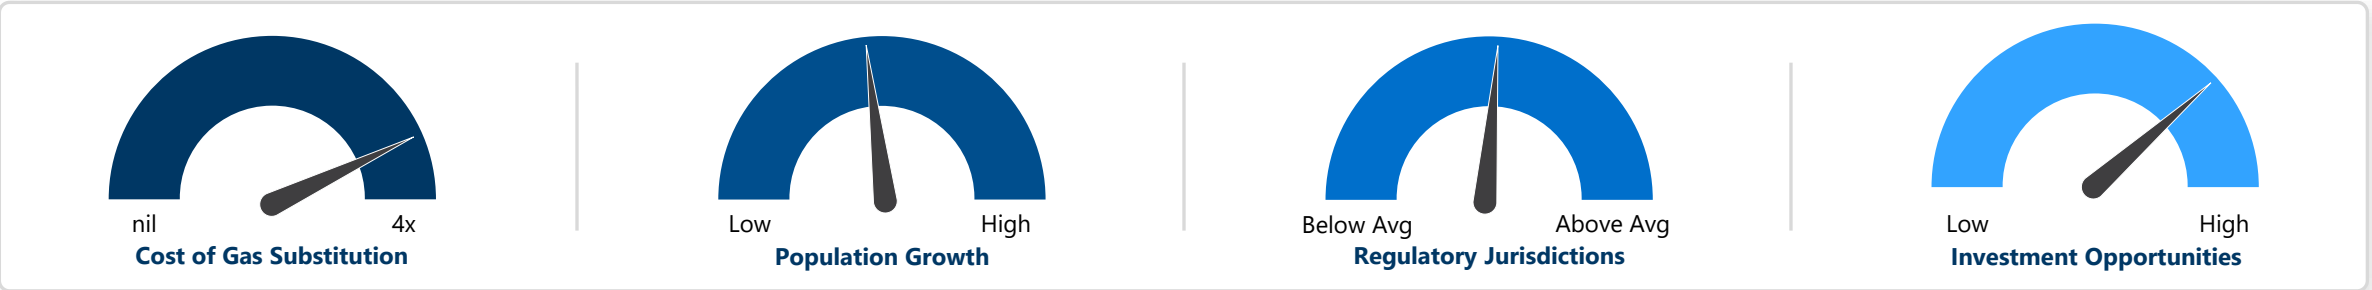 nil 4x
Cost of Gas Substitution
Low High
Population Growth
Below Avg Above Avg
Regulatory Jurisdictions
Low High
Investment Opportunities